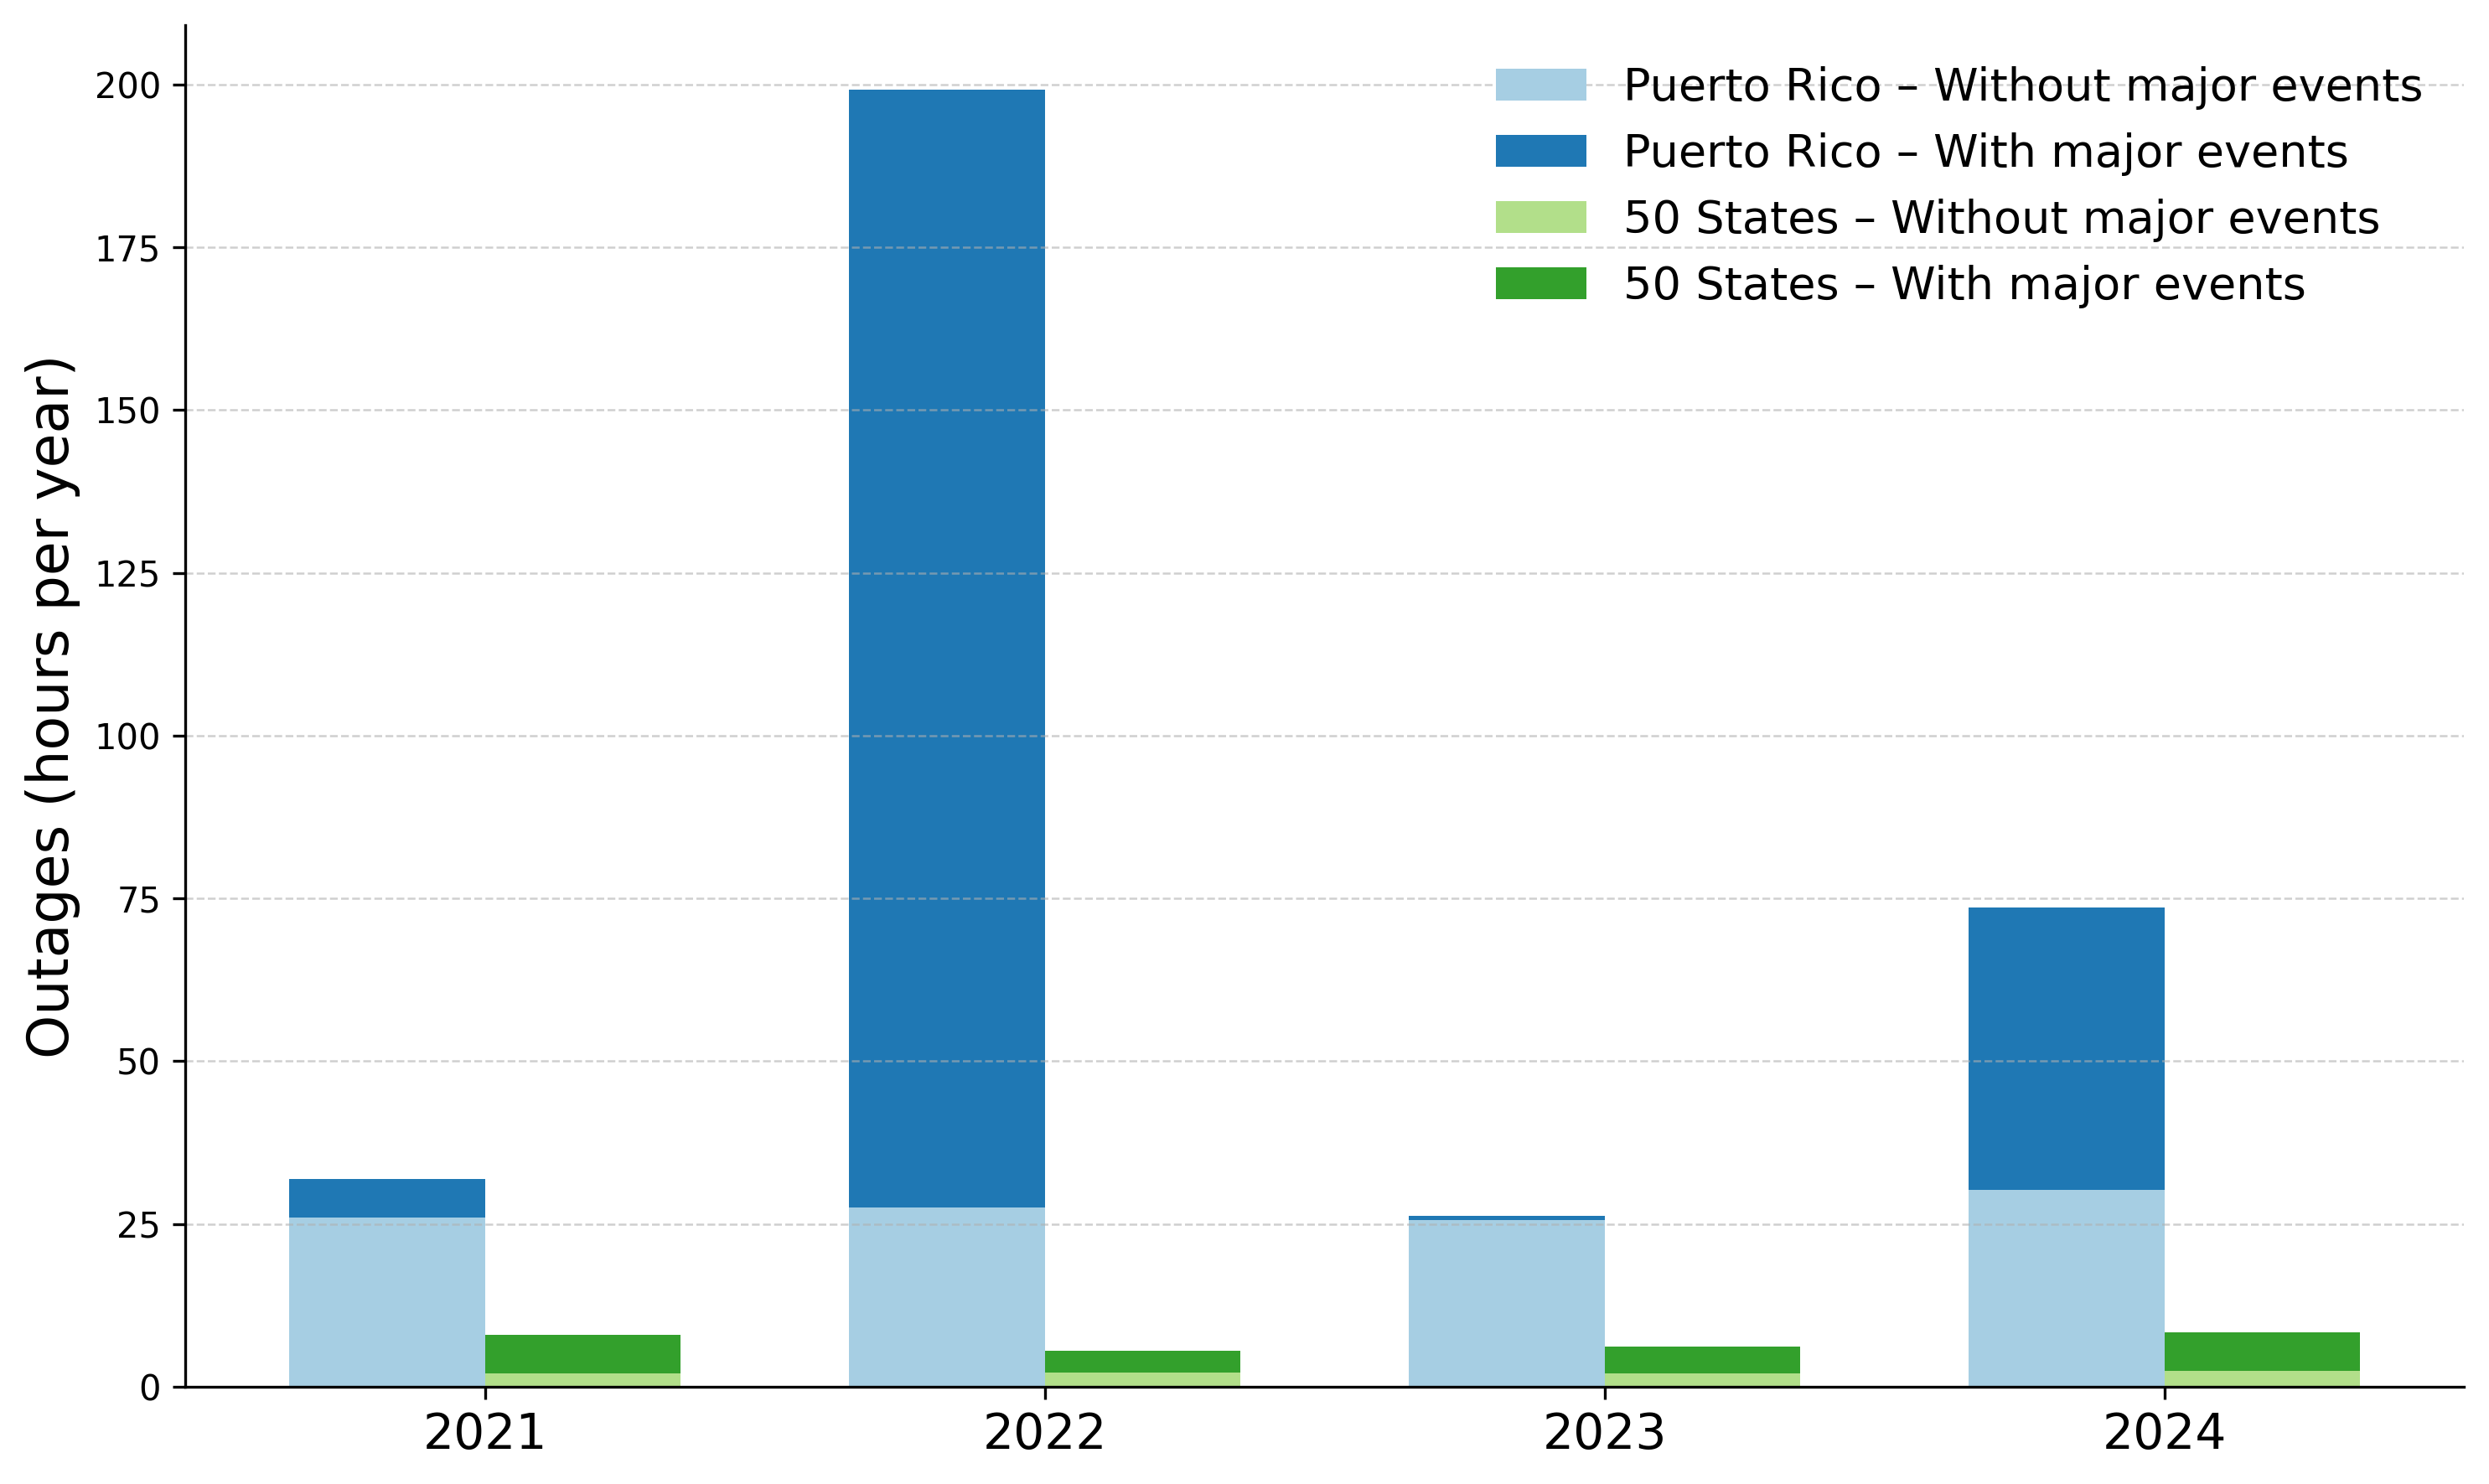 Outages (hours per year)
200
175
150
125
100
75
50
25
0
Puerto Rico – Without major events
Puerto Rico – With major events
50 States – Without major events
50 States – With major events
2021
2022
2023
2024